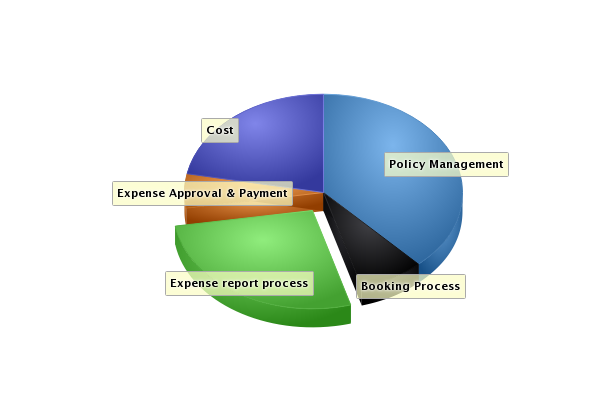 Cost
Policy Management
Expense Approval & Payment
Expense report process
Booking Process